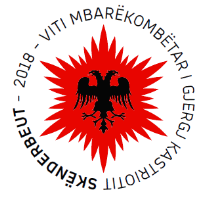 2018 - VITI MBARËKOMBËTAR I GJERGJ KASTRIOTIT SKËNDERBEUT -